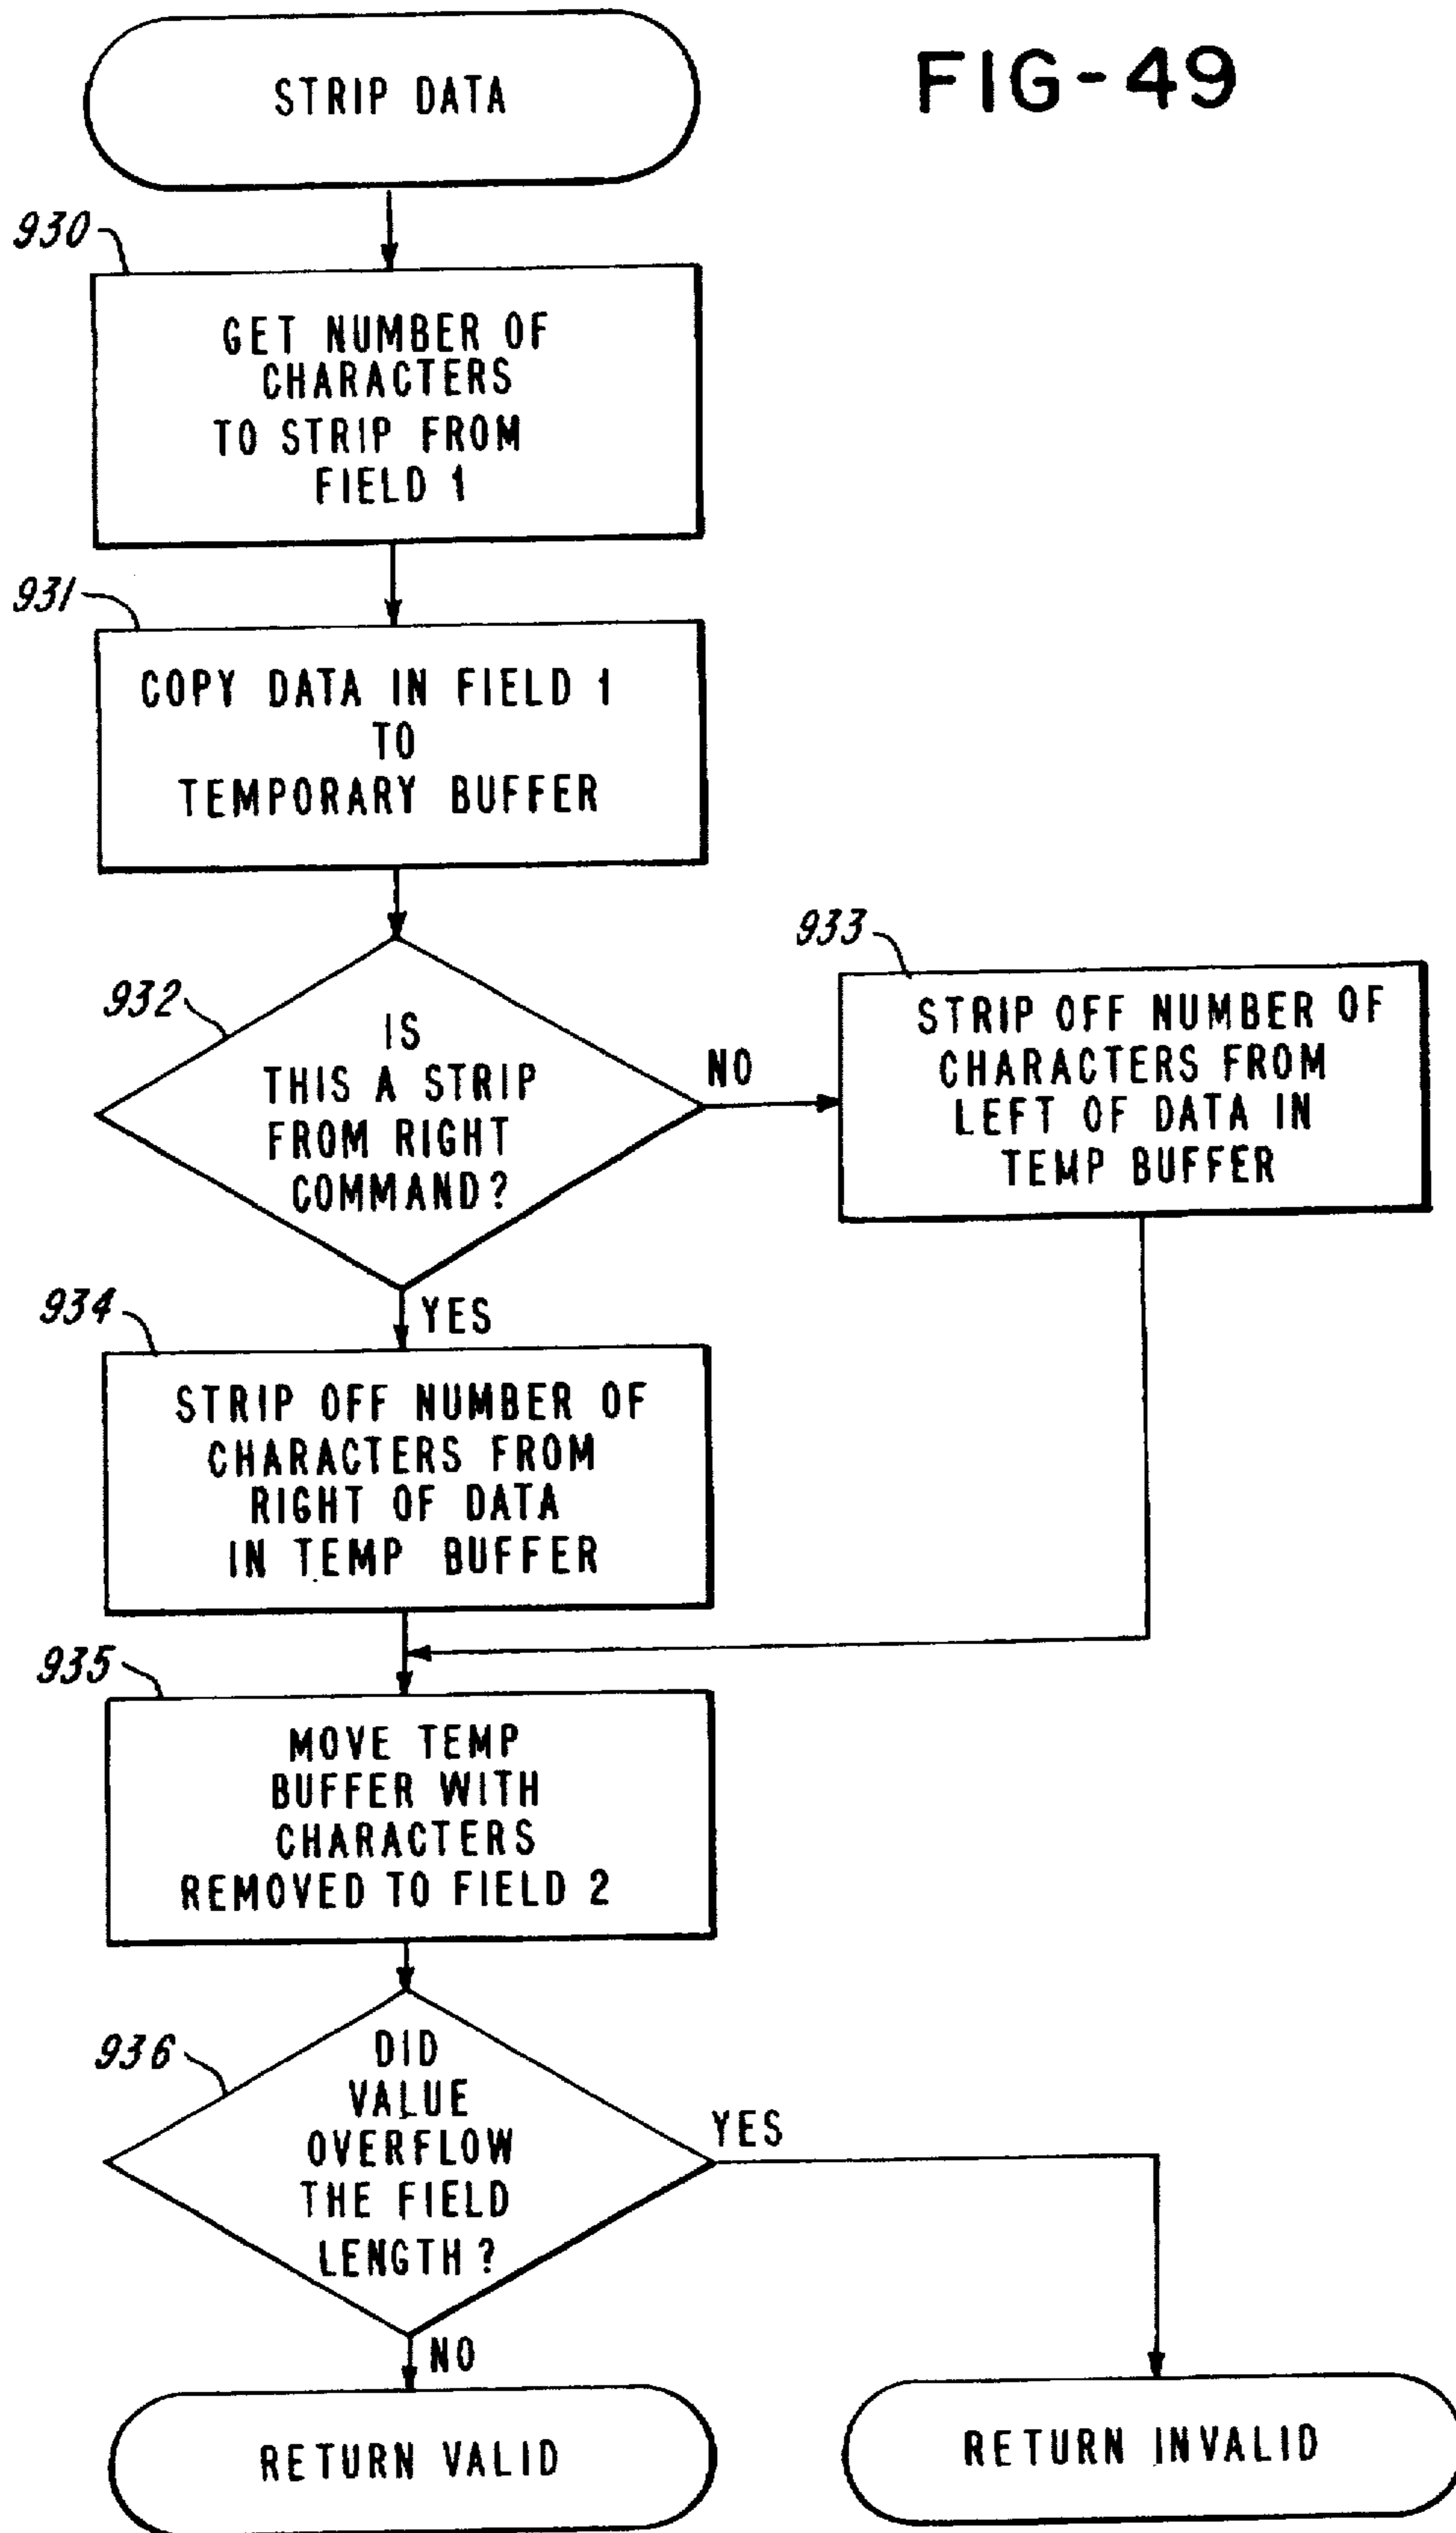 FIG-49
STRIP DATA
930
GET NUMBER OF
CHARACTERS
TO STRIP FROM
FIELD 1
931
COPY DATA IN FIELD 1
TO
TEMPORARY BUFFER
932
IS
THIS A STRIP
FROM RIGHT
COMMAND?
NO
933
STRIP OFF NUMBER OF
CHARACTERS FROM
LEFT OF DATA IN
TEMP BUFFER
YES
934
STRIP OFF NUMBER OF
CHARACTERS FROM
RIGHT OF DATA
IN TEMP BUFFER
935
MOVE TEMP
BUFFER WITH
CHARACTERS
REMOVED TO FIELD 2
936
DID
VALUE
OVERFLOW
THE FIELD
LENGTH?
YES
NO
RETURN VALID
RETURN INVALID